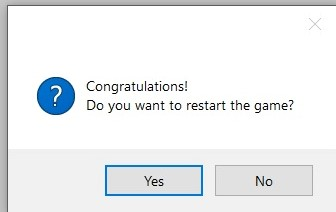 Congratulations!
Do you want to restart the game?
Yes
No